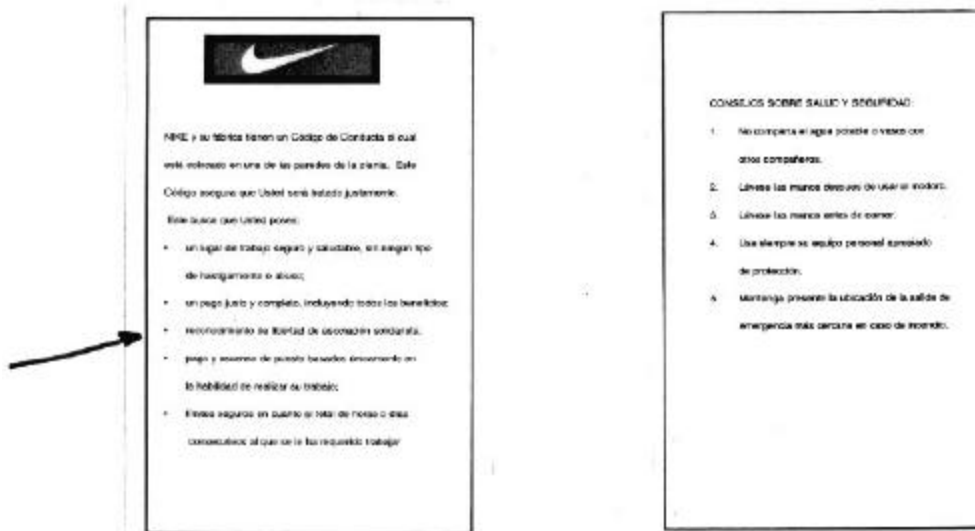 NIKE y su fábrica tienen un Código de Conducta el cual
está colocado en una de las paredes de la planta. Este
Código asegura que Usted será tratado justamente.
Este busca que Usted posea:
• un lugar de trabajo seguro y saludable, sin ningún tipo
de hostigamiento o abuso;
• un pago justo y completo, incluyendo todos los beneficios;
• reconocimiento de libertad de asociación solidarista.
• pago y ascenso de puesto basados únicamente en
la habilidad de realizar su trabajo;
• límites seguros en cuanto al total de horas o días
consecutivos al que se le ha requerido trabajar
CONSEJOS SOBRE SALUD Y SEGURIDAD:
1. No comparta el agua potable o vasos con
otros compañeros.
2. Lávese las manos después de usar el inodoro.
3. Lávese las manos antes de comer.
4. Use siempre su equipo personal apropiado
de protección.
5. Mantenga presente la ubicación de la salida de
emergencia más cercana en caso de incendio.